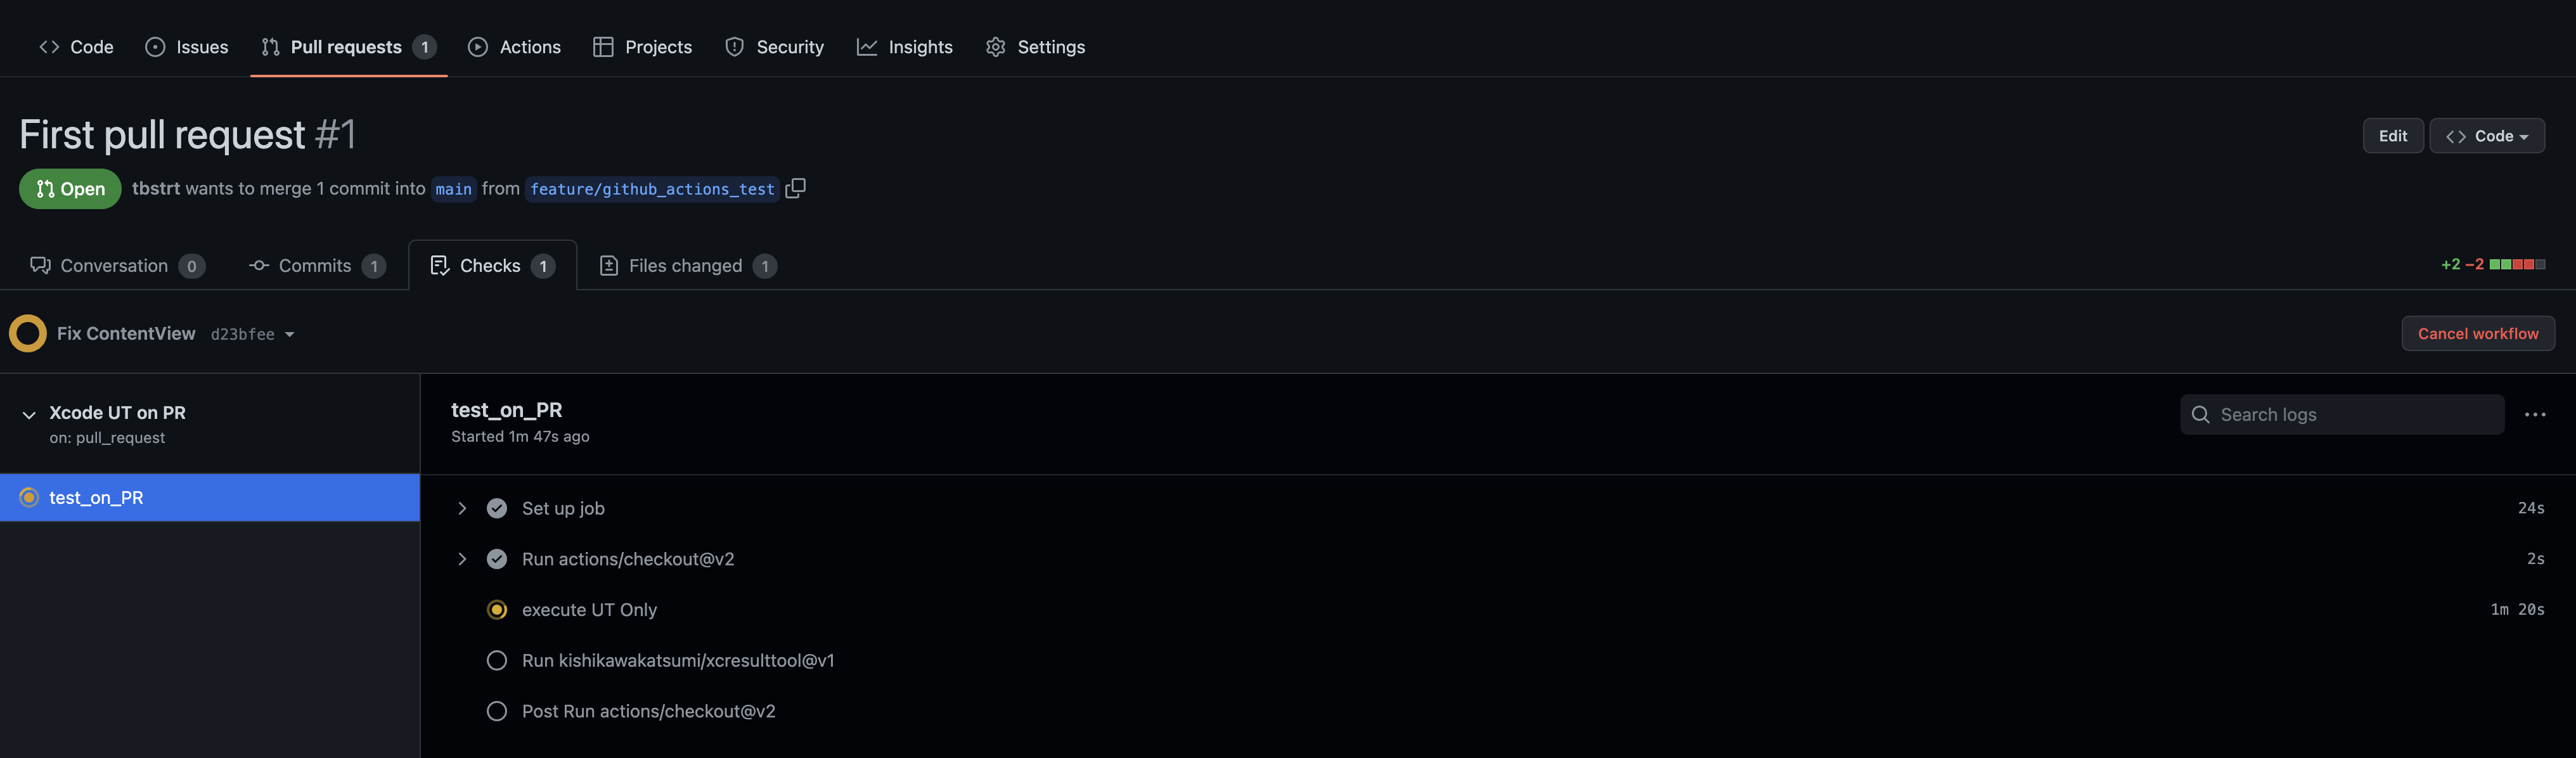 Code Issues Pull requests 1 Actions Projects Security Insights Settings
First pull request #1
Edit Code
Open tbstrt wants to merge 1 commit into main from feature/github_actions_test
Conversation 0 Commits 1 Checks 1 Files changed 1
+2 −2
Fix ContentView d23bfee
Cancel workflow
Xcode UT on PR
on: pull_request
test_on_PR
test_on_PR
Started 1m 47s ago
Search logs
Set up job 24s
Run actions/checkout@v2 2s
execute UT Only 1m 20s
Run kishikawakatsumi/xcresulttool@v1
Post Run actions/checkout@v2